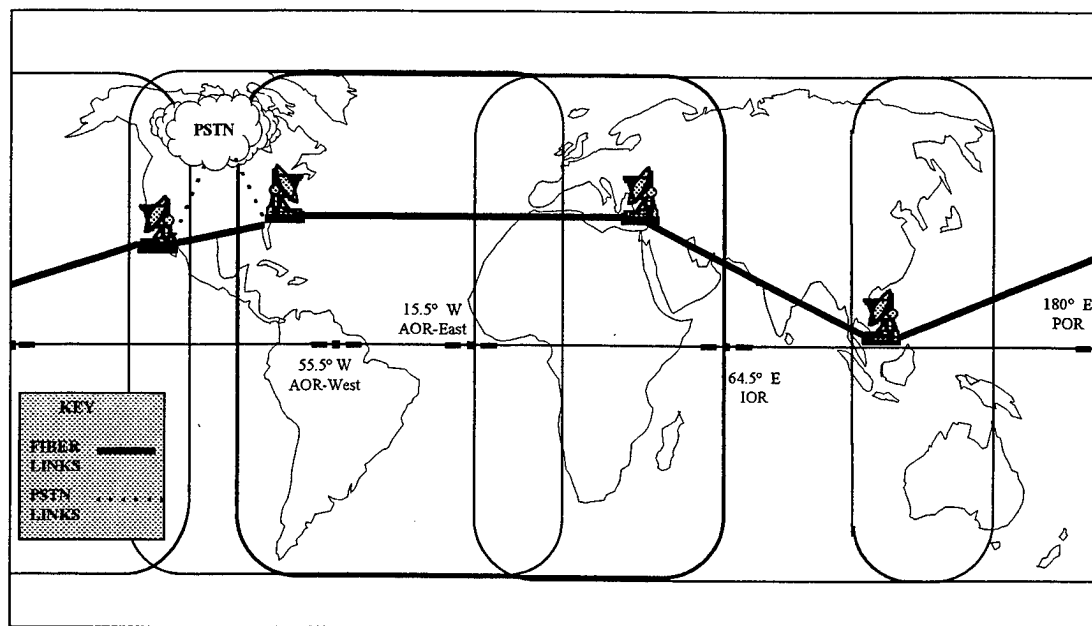 PSTN
15.5° W
AOR-East
180° E
POR
55.5° W
AOR-West
64.5° E
IOR
KEY
FIBER
LINKS
PSTN
LINKS